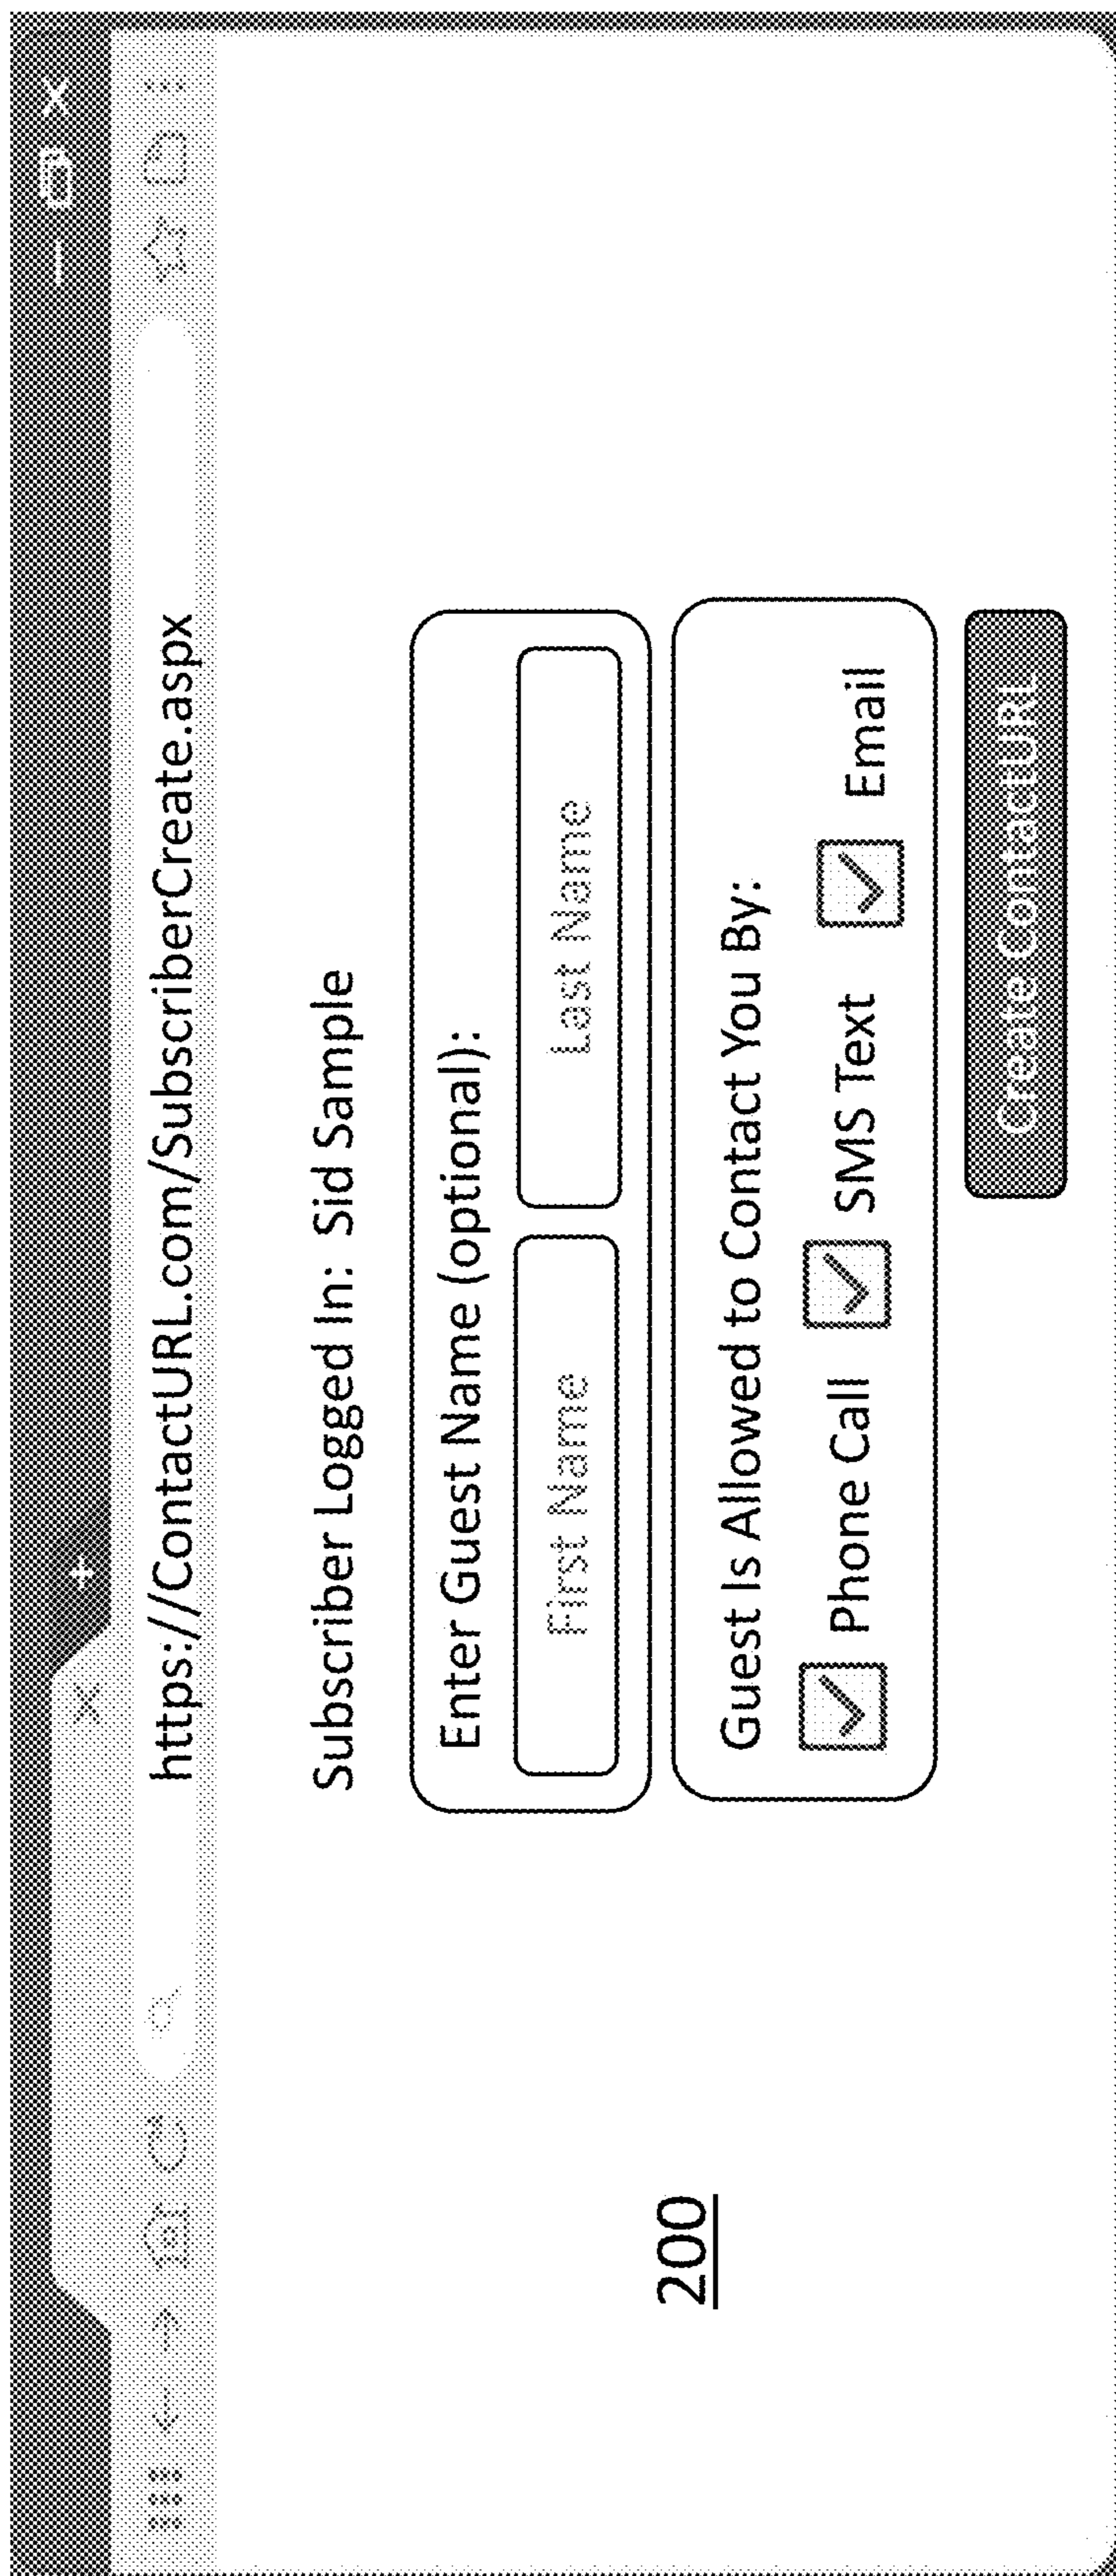 https://ContactURL.com/SubscriberCreate.aspx
Subscriber Logged In: Sid Sample
Enter Guest Name (optional):
First Name Last Name
200
Guest Is Allowed to Contact You By:
Phone Call SMS Text Email
Create ContactURL